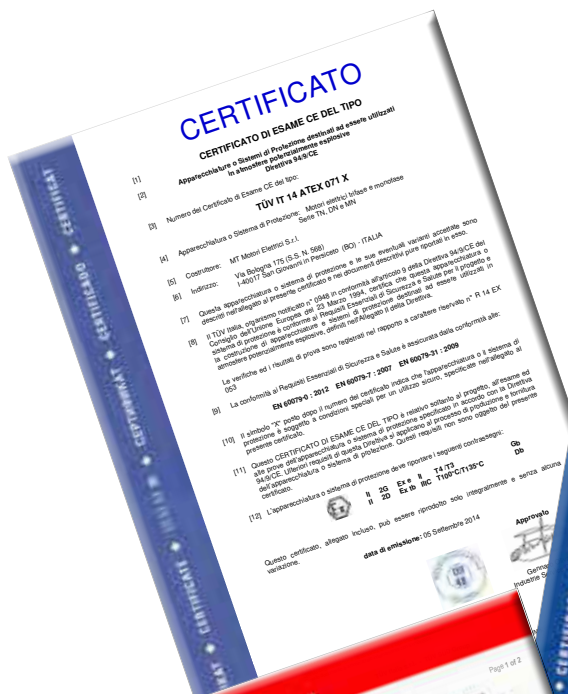 CERTIFICATO
CERTIFICATO DI ESAME CE DEL TIPO
[1]
Apparecchiature o Sistemi di Protezione destinati ad essere utilizzati
in atmosfere potenzialmente esplosive
Direttiva 94/9/CE
[2]
[3] Numero del Certificato di Esame CE del tipo:
TÜV IT 14 ATEX 071 X
[4] Apparecchiatura o Sistema di Protezione: Motori elettrici trifase e monofase
Serie TN, DN e MN
[5] Costruttore: MT Motori Elettrici S.r.l.
[6] Indirizzo: Via Bologna 175 (S.S. N. 568)
I-40017 San Giovanni in Persiceto (BO) - ITALIA
[7] Questa apparecchiatura o sistema di protezione e le sue eventuali varianti accettate sono
descritti nell'allegato al presente certificato e nei documenti descrittivi pure riportati in esso.
[8] Il TÜV Italia, organismo notificato n° 0948 in conformità all'articolo 9 della Direttiva 94/9/CE del
Consiglio dell'Unione Europea del 23 Marzo 1994, certifica che questa apparecchiatura o
sistema di protezione è conforme ai Requisiti Essenziali di Sicurezza e Salute per il progetto e
la costruzione di apparecchiature e sistemi di protezione destinati ad essere utilizzati in
atmosfere potenzialmente esplosive, definiti nell'Allegato II della Direttiva.
Le verifiche ed i risultati di prova sono registrati nel rapporto a carattere riservato n° R 14 EX
053
[9] La conformità ai Requisiti Essenziali di Sicurezza e Salute è assicurata dalla conformità alle:
EN 60079-0 : 2012 EN 60079-7 : 2007 EN 60079-31 : 2009
[10] Il simbolo "X" posto dopo il numero del certificato indica che l'apparecchiatura o il sistema di
protezione è soggetto a condizioni speciali per un utilizzo sicuro, specificate nell'allegato al
presente certificato.
[11] Questo CERTIFICATO DI ESAME CE DEL TIPO è relativo soltanto al progetto, all'esame ed
alle prove dell'apparecchiatura o sistema di protezione specificato in accordo con la Direttiva
94/9/CE. Ulteriori requisiti di questa Direttiva si applicano al processo di produzione e fornitura
dell'apparecchiatura o sistema di protezione. Questi requisiti non sono oggetto del presente
certificato.
[12] L'apparecchiatura o sistema di protezione deve riportare i seguenti contrassegni:
II 2G Ex e II T4 /T3 Gb
II 2D Ex tb IIIC T100°C/T135°C Db
Questo certificato, allegato incluso, può essere riprodotto solo integralmente e senza alcuna
variazione.
data di emissione: 05 Settembre 2014
Approvato
Industrie
Page 1 of 2
CERTIFICAT
CERTIFICADO
CERTIFICATE